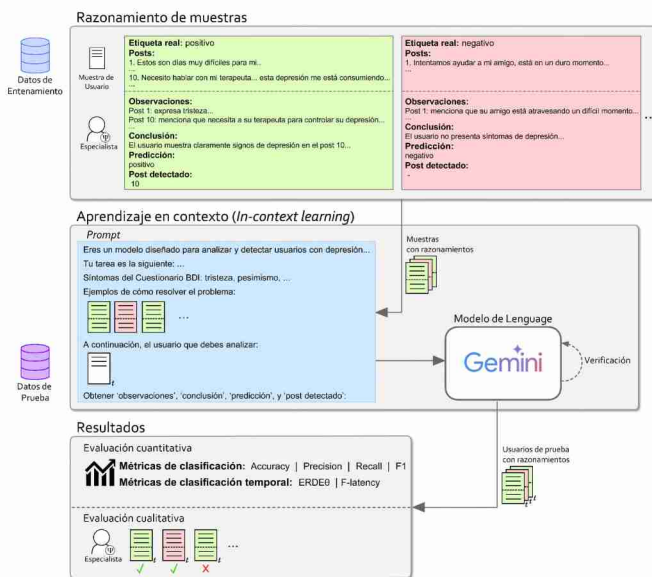 Razonamiento de muestras
Datos de
Entenamiento
Muestra de
Usuario
Especialista
Etiqueta real: positivo
Posts:
1. Estos son días muy difíciles para mi..
...
10. Necesito hablar con mi terapeuta... esta depresión me está consumiendo...
...
Observaciones:
Post 1: expresa tristeza...
Post 10: menciona que necesita a su terapeuta para controlar su depresión...
Conclusión:
El usuario muestra claramente signos de depresión en el post 10...
Predicción:
positivo
Post detectado:
10
Etiqueta real: negativo
Posts:
1. Intentamos ayudar a mi amigo, está en un duro momento...
...
Observaciones:
Post 1: menciona que su amigo está atravesando un difícil momento...
...
Conclusión:
El usuario no presenta síntomas de depresión...
Predicción:
negativo
Post detectado:
-
...
Aprendizaje en contexto (In-context learning)
Prompt
Eres un modelo diseñado para analizar y detectar usuarios con depresión...
Tu tarea es la siguiente: ...
Síntomas del Cuestionario BDI: tristeza, pesimismo, ...
Ejemplos de cómo resolver el problema:
...
A continuación, el usuario que debes analizar:
t
Obtener 'observaciones', 'conclusión', 'predicción', y 'post detectado':
Muestras
con razonamientos
Modelo de Lenguage
Gemini
Verificación
Datos de
Prueba
Usuarios de prueba
con razonamientos
t
t
t
Resultados
Evaluación cuantitativa
Métricas de clasificación: Accuracy | Precision | Recall | F1
Métricas de clasificación temporal: ERDEθ | F-latency
Evaluación cualitativa
Especialista
t
t
t
...